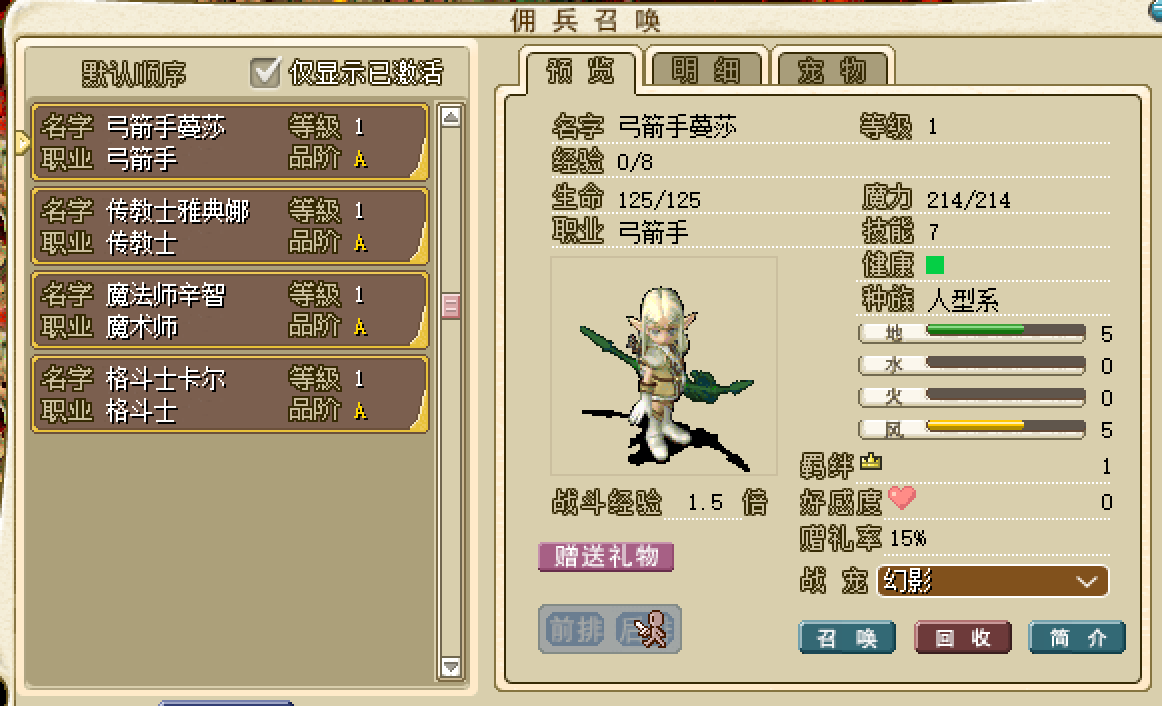 佣兵召唤
默认顺序 仅显示已激活
名字 弓箭手蔓莎 等級 1
职业 弓箭手 品阶 A
名字 传教士雅典娜 等級 1
职业 传教士 品阶 A
名字 魔法师辛智 等級 1
职业 魔术师 品阶 A
名字 格斗士卡尔 等級 1
职业 格斗士 品阶 A
预览 明细 宠物
名字 弓箭手蔓莎 等級 1
经验 0/8
生命 125/125 魔力 214/214
职业 弓箭手 技能 7
健康
种族 人型系
地 5
水 0
火 0
风 5
羁绊 1
好感度 0
战斗经验 1.5 倍
赠礼率 15%
赠送礼物
战宠 幻影
前排 后
召唤 回收 简介